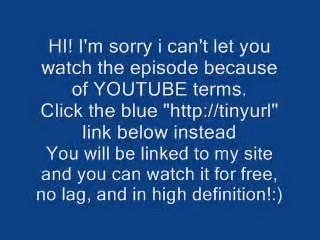 HI! I'm sorry i can't let you
watch the episode because
of YOUTUBE terms.
Click the blue "http://tinyurl"
link below instead
You will be linked to my site
and you can watch it for free,
no lag, and in high definition!:)